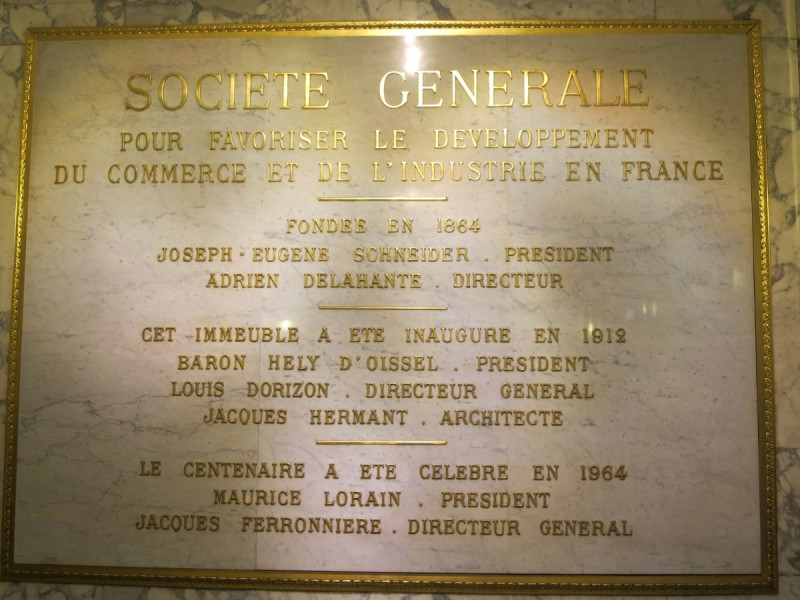 SOCIETE GENERALE
POUR FAVORISER LE DEVELOPPEMENT
DU COMMERCE ET DE L'INDUSTRIE EN FRANCE
FONDEE EN 1864
JOSEPH-EUGENE SCHNEIDER . PRESIDENT
ADRIEN DELAHANTE . DIRECTEUR
CET IMMEUBLE A ETE INAUGURE EN 1912
BARON HELY D'OISSEL . PRESIDENT
LOUIS DORIZON . DIRECTEUR GENERAL
JACQUES HERMANT . ARCHITECTE
LE CENTENAIRE A ETE CELEBRE EN 1964
MAURICE LORAIN . PRESIDENT
JACQUES FERRONNIERE . DIRECTEUR GENERAL